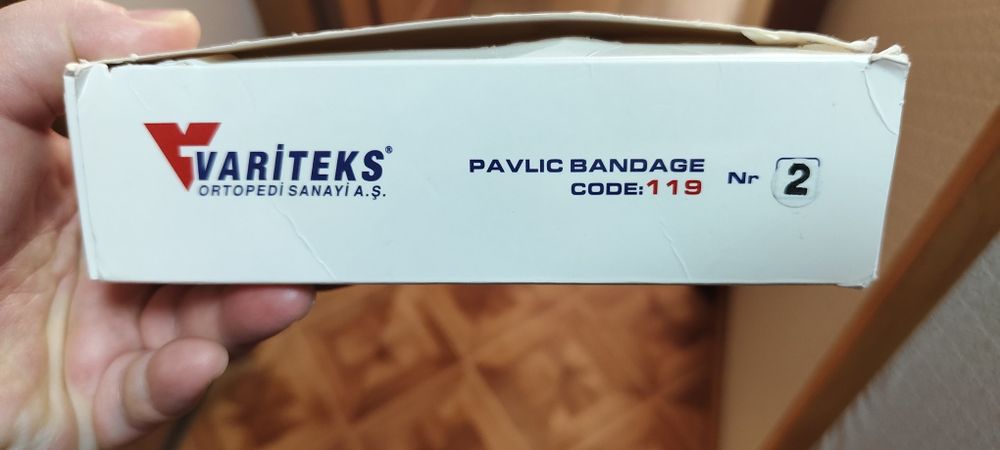 VARİTEKS®
ORTOPEDİ SANAYİ A.Ş.
PAVLIC BANDAGE
CODE:119
Nr 2